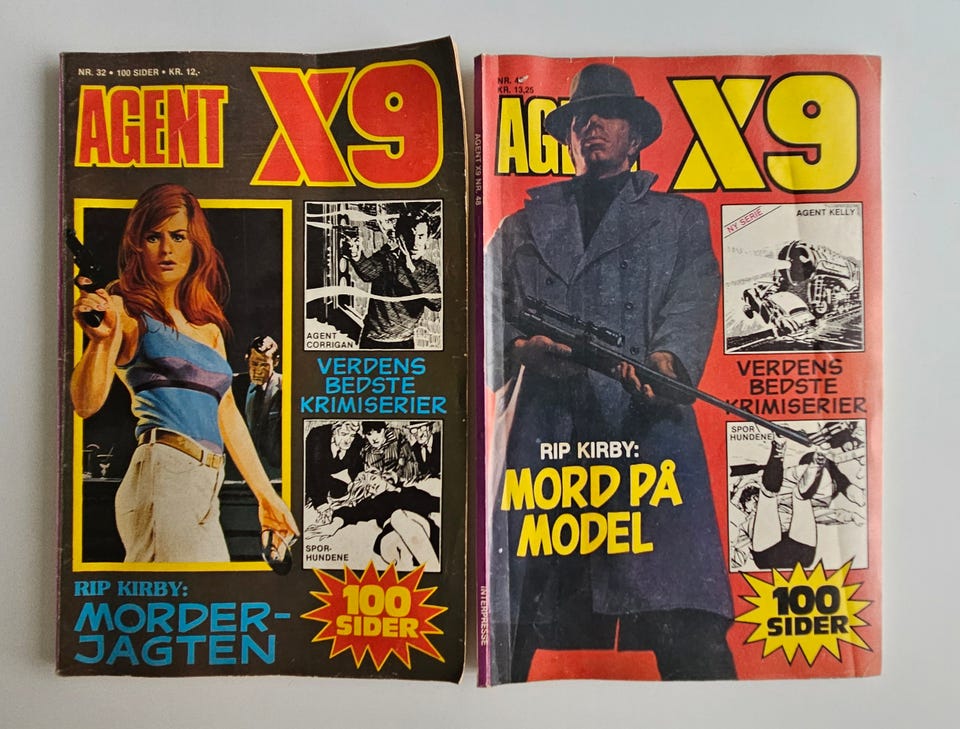 NR. 32 • 100 SIDER • KR. 12,-
AGENT X9
AGENT
CORRIGAN
VERDENS
BEDSTE
KRIMISERIER
SPOR-
HUNDENE
RIP KIRBY:
MORDER-
JAGTEN
100
SIDER
AGENT X9 NR. 48
INTERPRESSE
NR. 4
KR. 13,25
AGENT X9
NY SERIE
AGENT KELLY
VERDENS
BEDSTE
KRIMISERIER
SPOR
HUNDENE
RIP KIRBY:
MORD PÅ
MODEL
100
SIDER